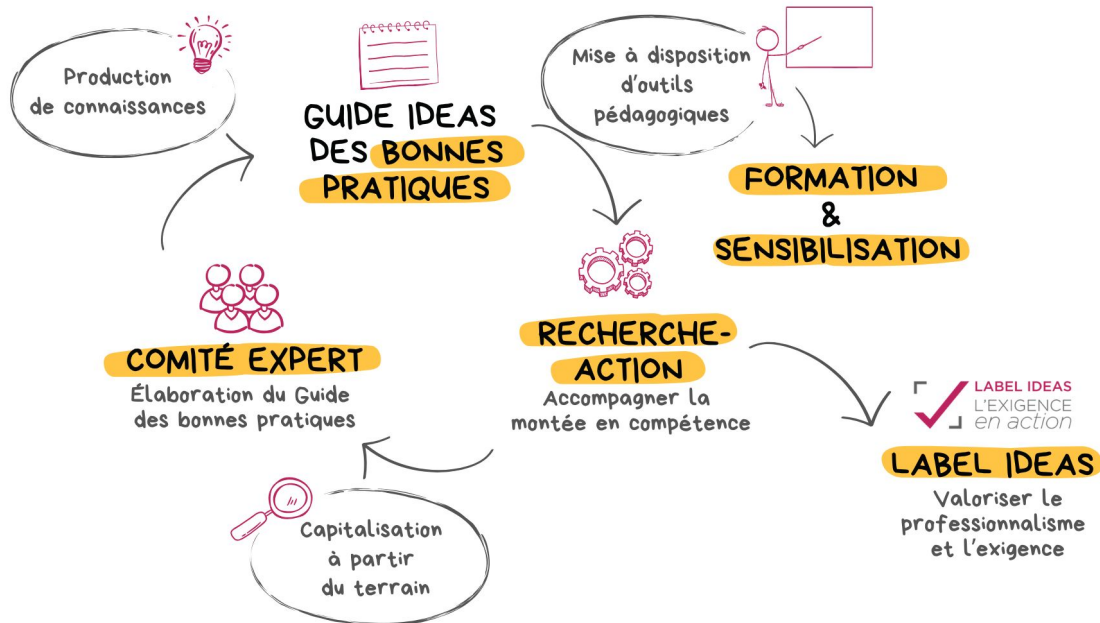 Production
de connaissances
GUIDE IDEAS
DES BONNES
PRATIQUES
Mise à disposition
d'outils
pédagogiques
FORMATION
&
SENSIBILISATION
COMITÉ EXPERT
Élaboration du Guide
des bonnes pratiques
RECHERCHE-
ACTION
Accompagner la
montée en compétence
LABEL IDEAS
L'EXIGENCE
en action
LABEL IDEAS
Valoriser le
professionnalisme
et l'exigence
Capitalisation
à partir
du terrain